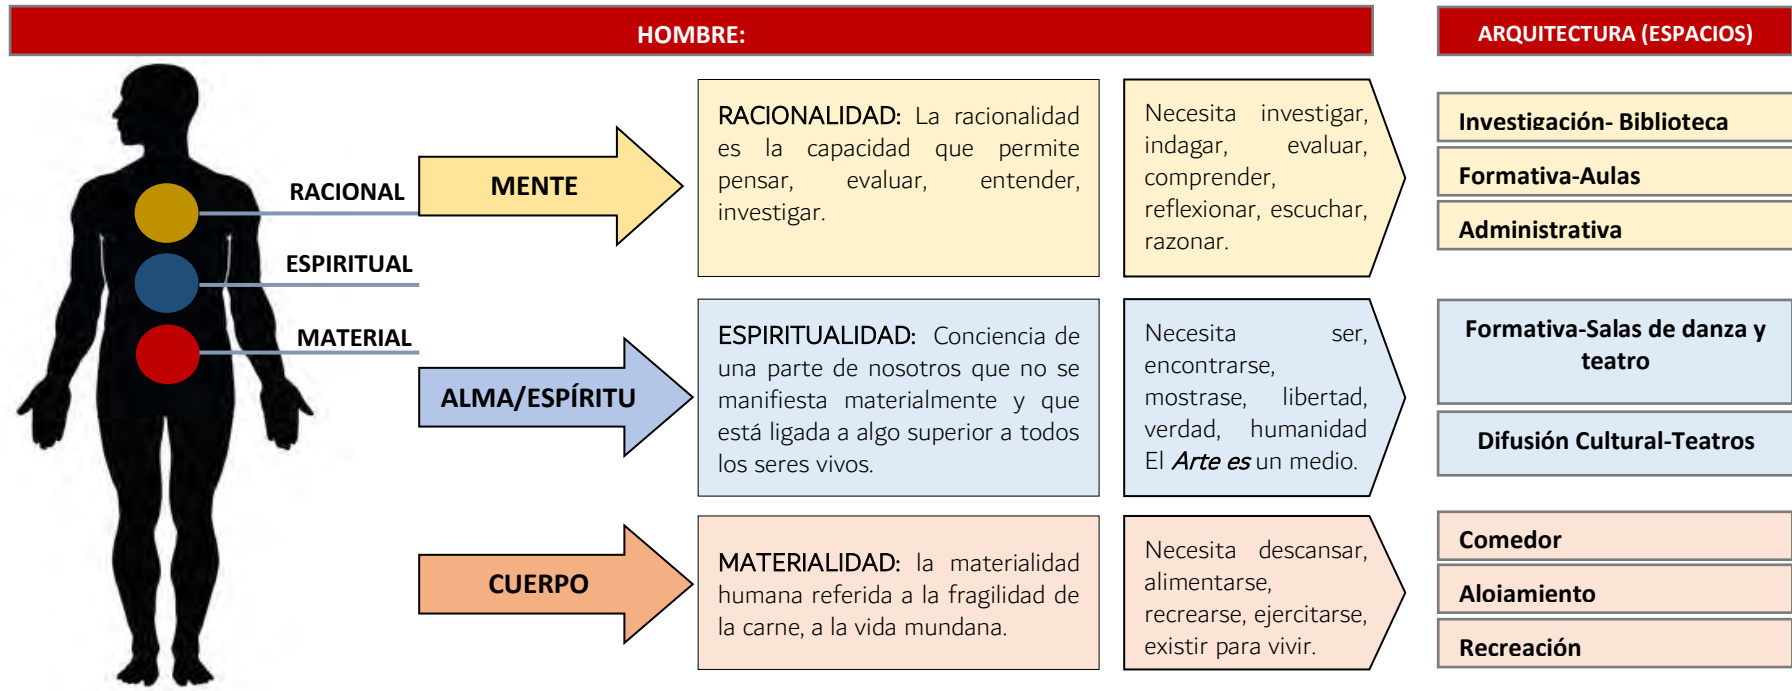 HOMBRE:
ARQUITECTURA (ESPACIOS)
RACIONAL
ESPIRITUAL
MATERIAL
MENTE
RACIONALIDAD: La racionalidad
es la capacidad que permite
pensar, evaluar, entender,
investigar.
Necesita investigar,
indagar, evaluar,
comprender,
reflexionar, escuchar,
razonar.
Investigación- Biblioteca
Formativa-Aulas
Administrativa
ALMA/ESPÍRITU
ESPIRITUALIDAD: Conciencia de
una parte de nosotros que no se
manifiesta materialmente y que
está ligada a algo superior a todos
los seres vivos.
Necesita ser,
encontrarse,
mostrase, libertad,
verdad, humanidad
El Arte es un medio.
Formativa-Salas de danza y
teatro
Difusión Cultural-Teatros
CUERPO
MATERIALIDAD: la materialidad
humana referida a la fragilidad de
la carne, a la vida mundana.
Necesita descansar,
alimentarse,
recrearse, ejercitarse,
existir para vivir.
Comedor
Alojamiento
Recreación